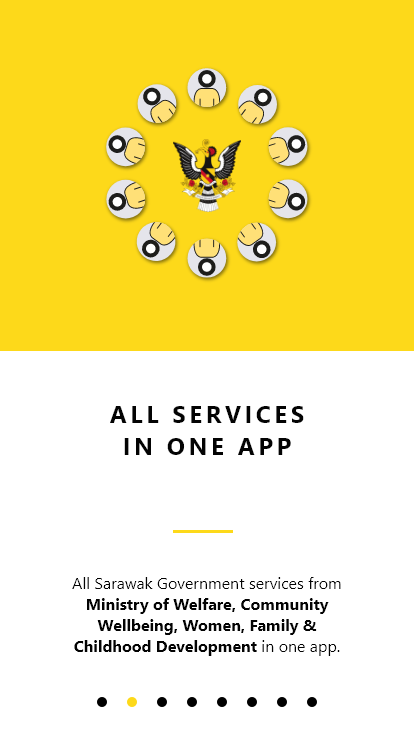 ALL SERVICES
IN ONE APP
All Sarawak Government services from
Ministry of Welfare, Community
Wellbeing, Women, Family &
Childhood Development in one app.